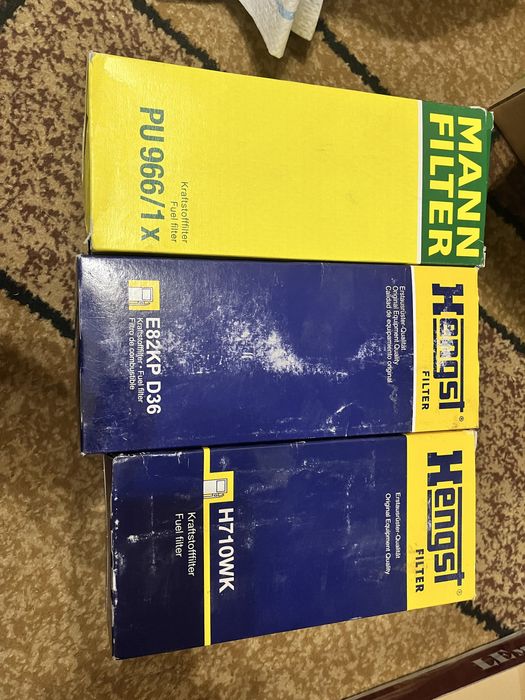 MANN
FILTER
PU 966/1 x
Kraftstofffilter
Fuel filter
Hengst®
FILTER
Erstausrüster-Qualität
Original Equipment Quality
Calidad de equipamiento original
E82KP D36
Kraftstofffilter • Fuel filter
Filtro de combustible
Hengst®
FILTER
Erstausrüster-Qualität
Original Equipment Quality
H710WK
Kraftstofffilter
Fuel filter